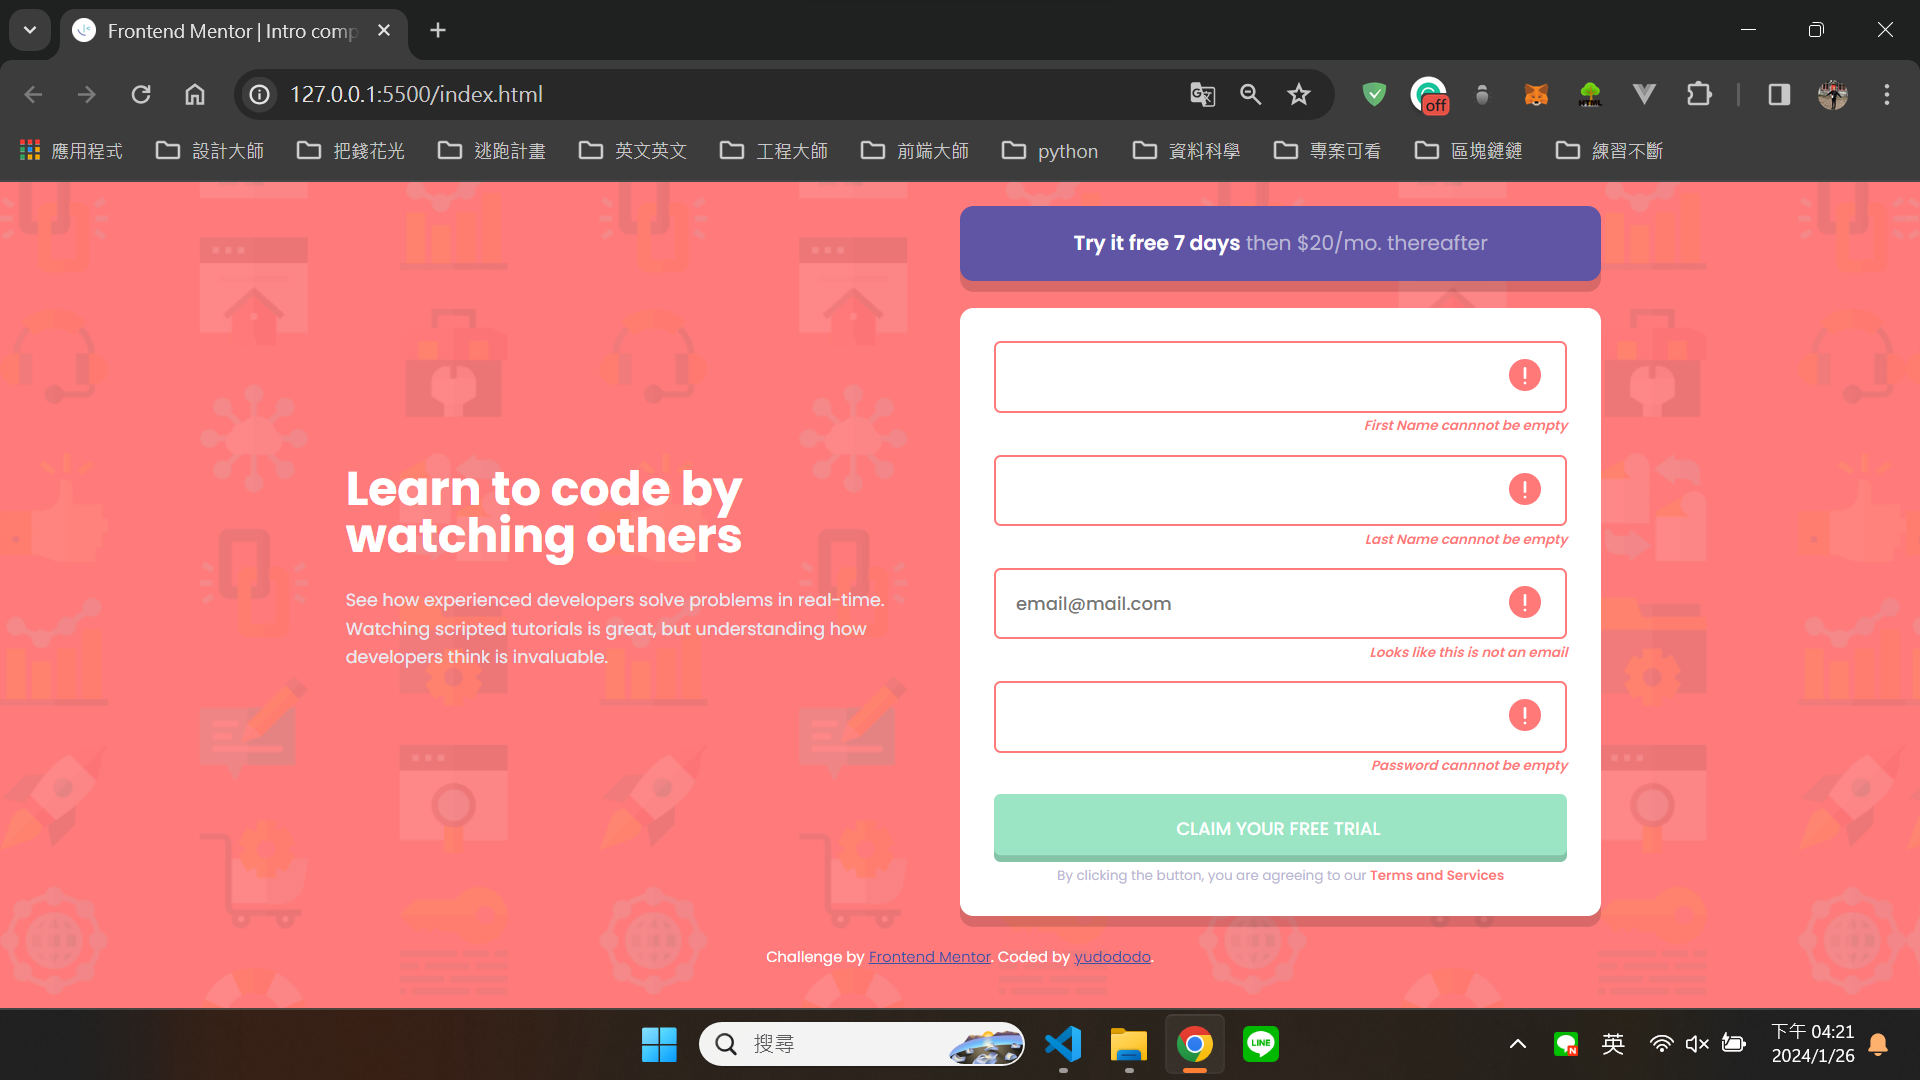 Frontend Mentor | Intro comp
127.0.0.1:5500/index.html
off
HTML
應用程式 設計大師 把錢花光 逃跑計畫 英文英文 工程大師 前端大師 python 資料科學 專案可看 區塊鏈鏈 練習不斷
Try it free 7 days then $20/mo. thereafter
First Name cannnot be empty
Last Name cannnot be empty
Learn to code by
watching others
See how experienced developers solve problems in real-time.
Watching scripted tutorials is great, but understanding how
developers think is invaluable.
email@mail.com
Looks like this is not an email
Password cannnot be empty
CLAIM YOUR FREE TRIAL
By clicking the button, you are agreeing to our Terms and Services
Challenge by Frontend Mentor. Coded by yudododo.
搜尋
LINE
N
英
下午 04:21
2024/1/26